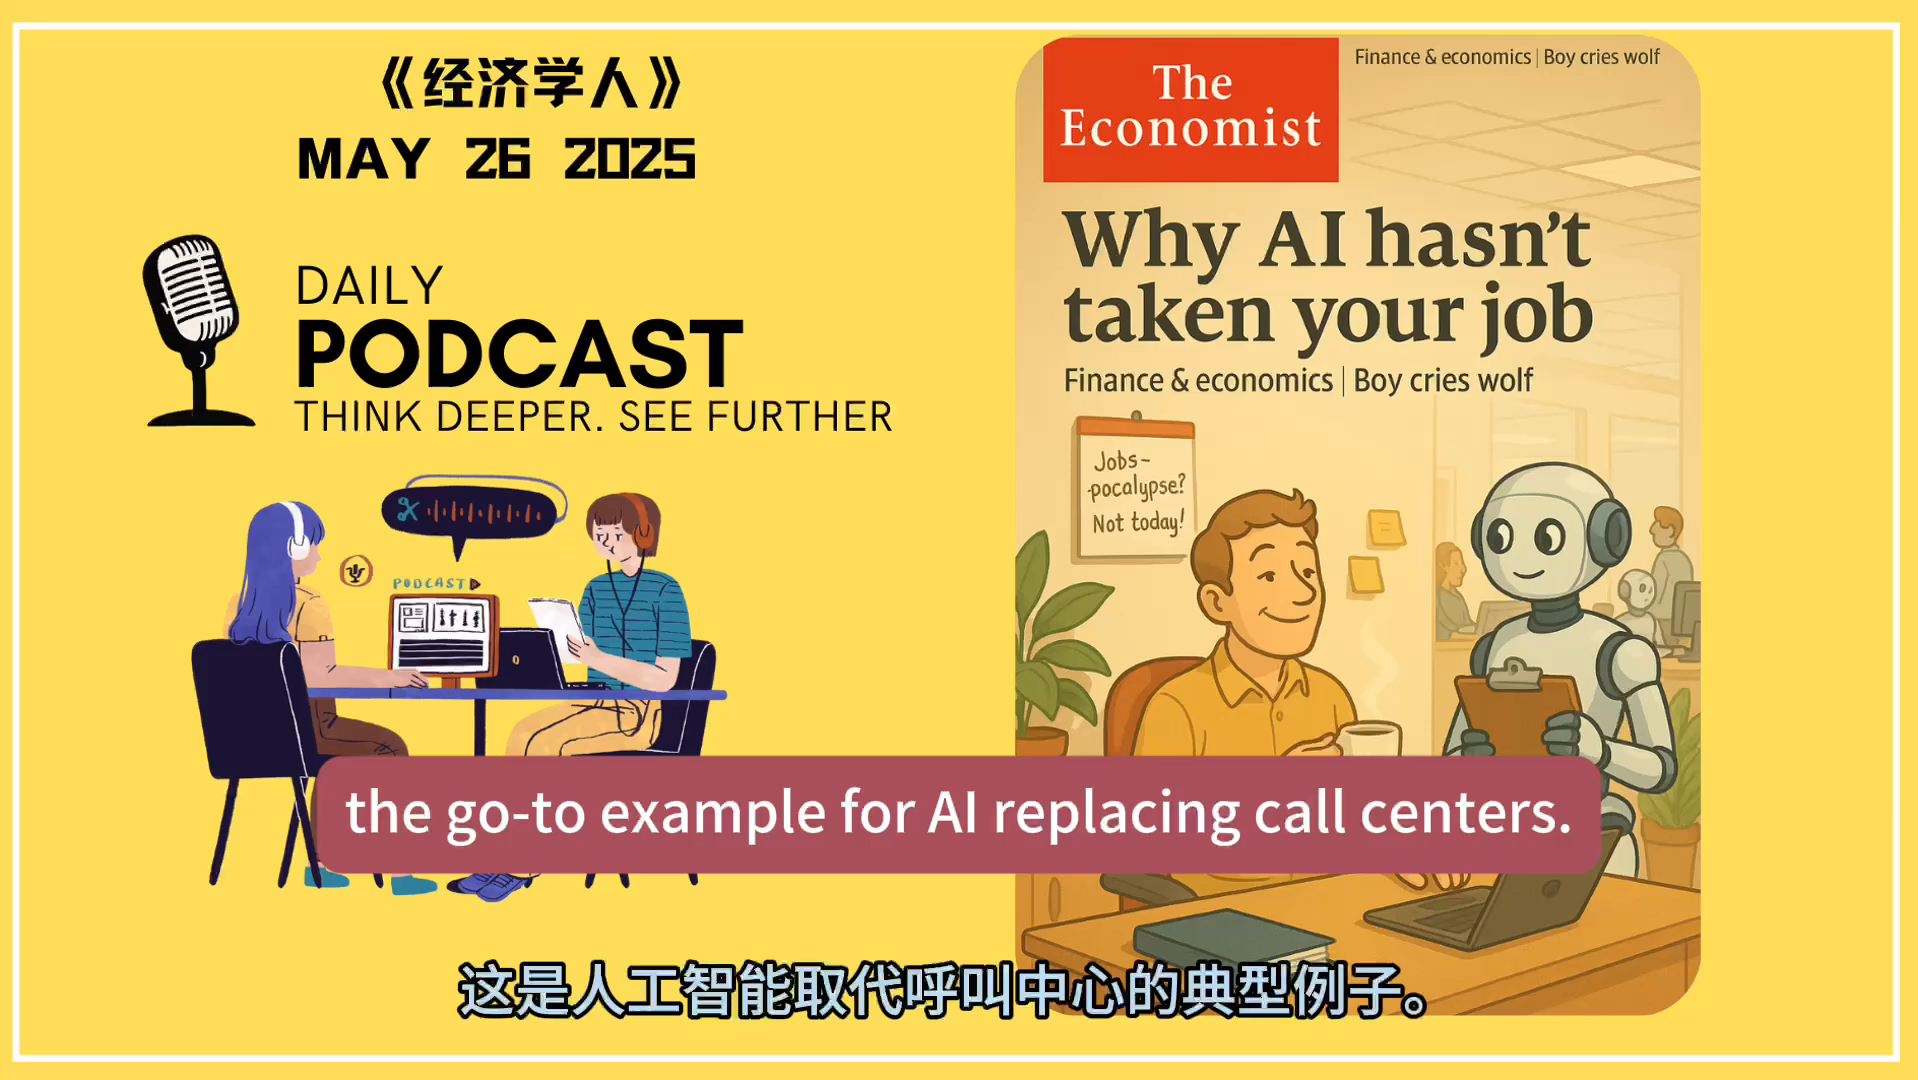 《经济学人》
MAY 26 2025
DAILY
PODCAST
THINK DEEPER. SEE FURTHER
PODCAST
The
Economist
Finance & economics | Boy cries wolf
Why AI hasn't
taken your job
Finance & economics | Boy cries wolf
Jobs-
-pocalypse?
Not today!
the go-to example for AI replacing call centers.
这是人工智能取代呼叫中心的典型例子。